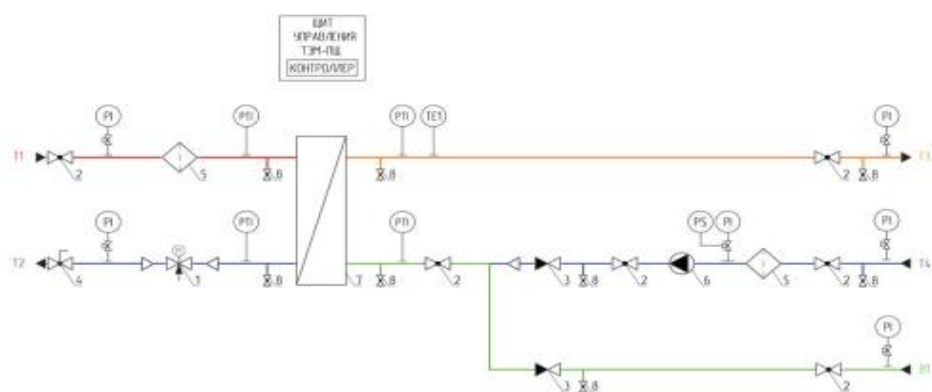 ЩИТ
УПРАВЛЕНИЯ
ТЭМ-ПЩ
КОНТРОЛЛЕР
PI PTI PTI TE1 PI
T1 2 5 8 8 2 8 T3
PI PTI PTI PS PI PI
T2 4 1 8 7 8 2 3 8 2 6 5 2 8 T4
PI
3 8 2 B1